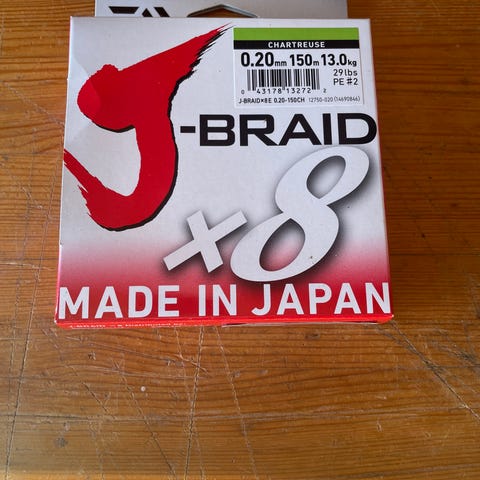 CHARTREUSE
0.20mm 150m 13.0kg
29lbs
PE #2
0 43178 13272 2
J-BRAID×8E 0.20-150CH 12750-020 (14690846)
J-BRAID
×8
MADE IN JAPAN